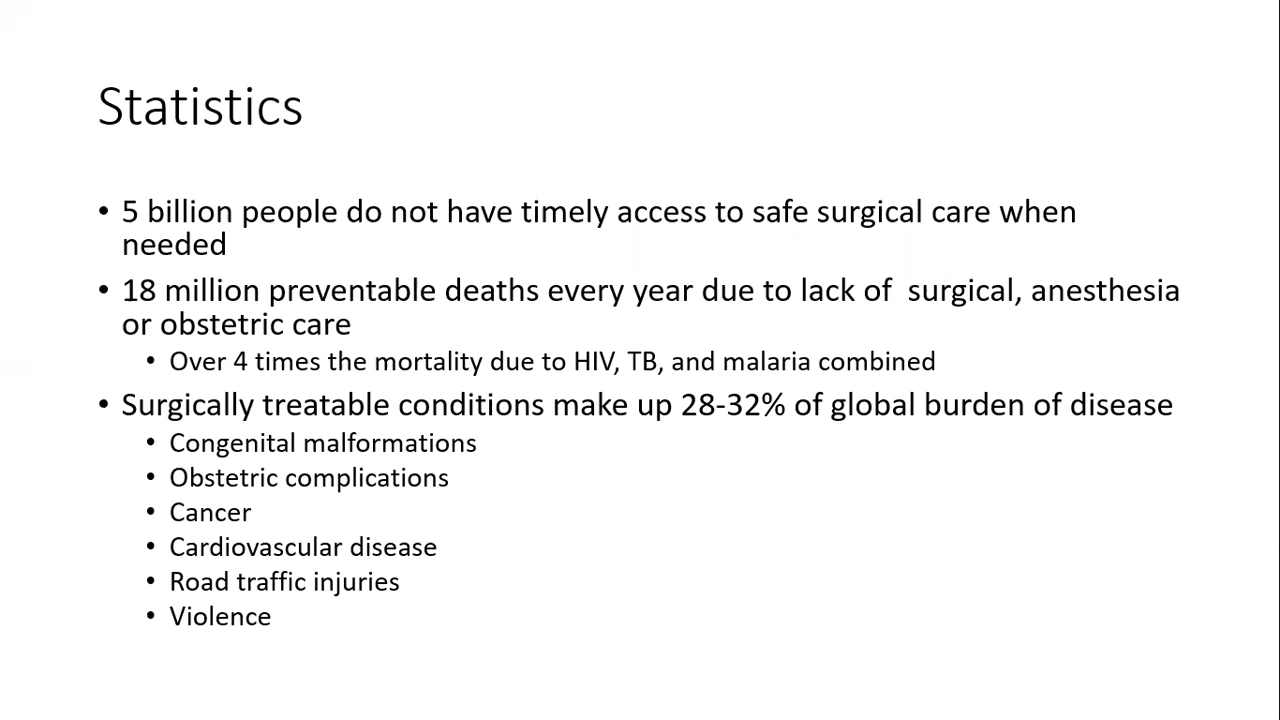 Statistics
• 5 billion people do not have timely access to safe surgical care when
needed
• 18 million preventable deaths every year due to lack of  surgical, anesthesia
or obstetric care
• Over 4 times the mortality due to HIV, TB, and malaria combined
• Surgically treatable conditions make up 28-32% of global burden of disease
• Congenital malformations
• Obstetric complications
• Cancer
• Cardiovascular disease
• Road traffic injuries
• Violence